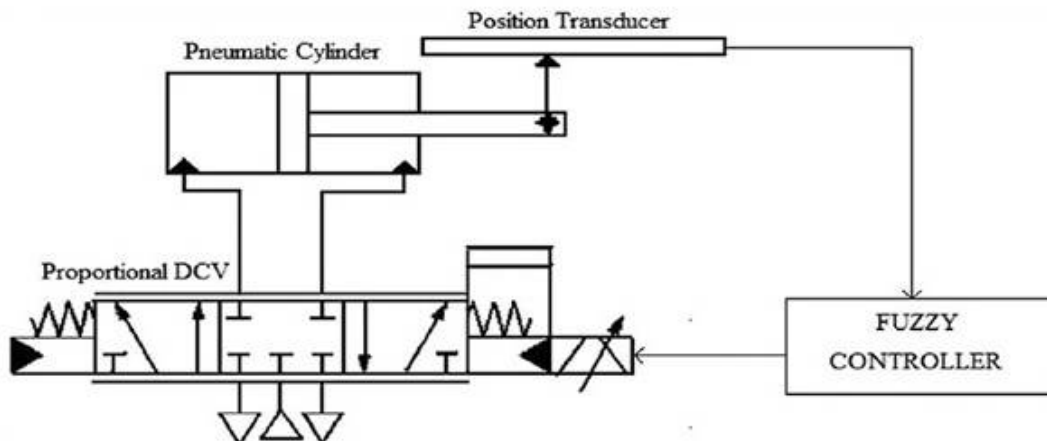 Position Transducer
Pneumatic Cylinder
Proportional DCV
FUZZY
CONTROLLER